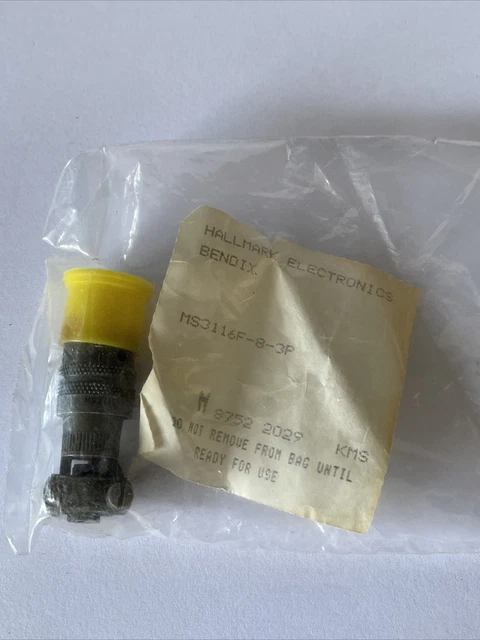 HALLMARK ELECTRONICS
BENDIX
MS3116F-8-3P
M 8752 2029 KMS
DO NOT REMOVE FROM BAG UNTIL
READY FOR USE